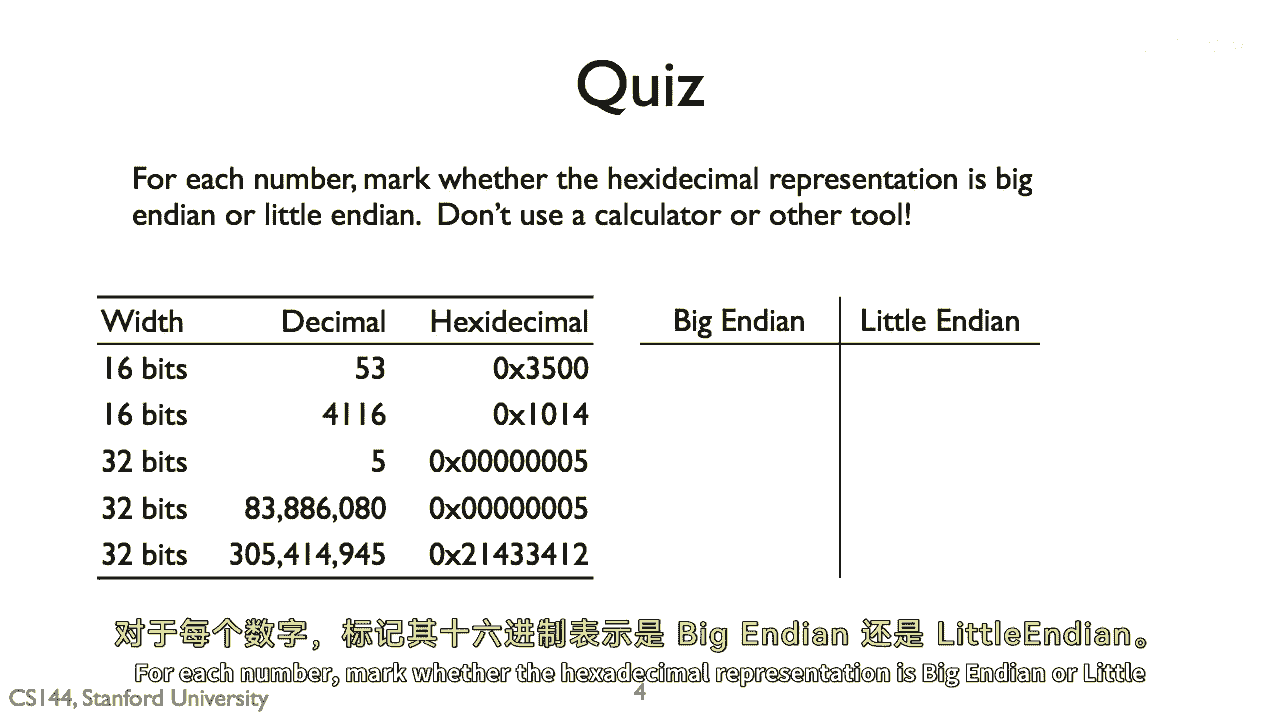 Quiz
For each number, mark whether the hexidecimal representation is big
endian or little endian. Don't use a calculator or other tool!
Width Decimal Hexidecimal Big Endian Little Endian
16 bits 53 0x3500
16 bits 4116 0x1014
32 bits 5 0x00000005
32 bits 83,886,080 0x00000005
32 bits 305,414,945 0x21433412
对于每个数字，标记其十六进制表示是 Big Endian 还是 LittleEndian。
For each number, mark whether the hexadecimal representation is Big Endian or Little
CS144, Stanford University 4